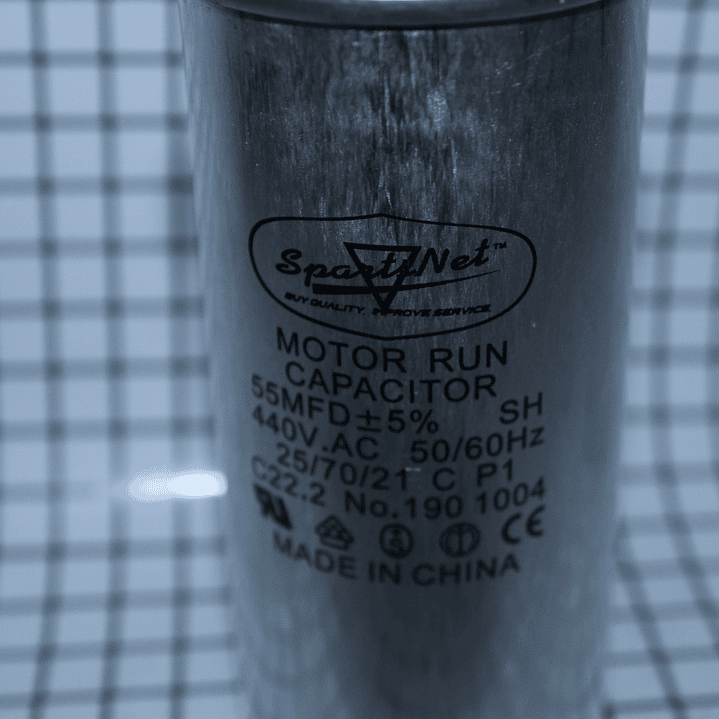 SpartsNet™
BUY QUALITY, IMPROVE SERVICE
MOTOR RUN
CAPACITOR
55MFD±5% SH
440V.AC 50/60Hz
25/70/21 C P1
C22.2 No.190 1004
CE
MADE IN CHINA